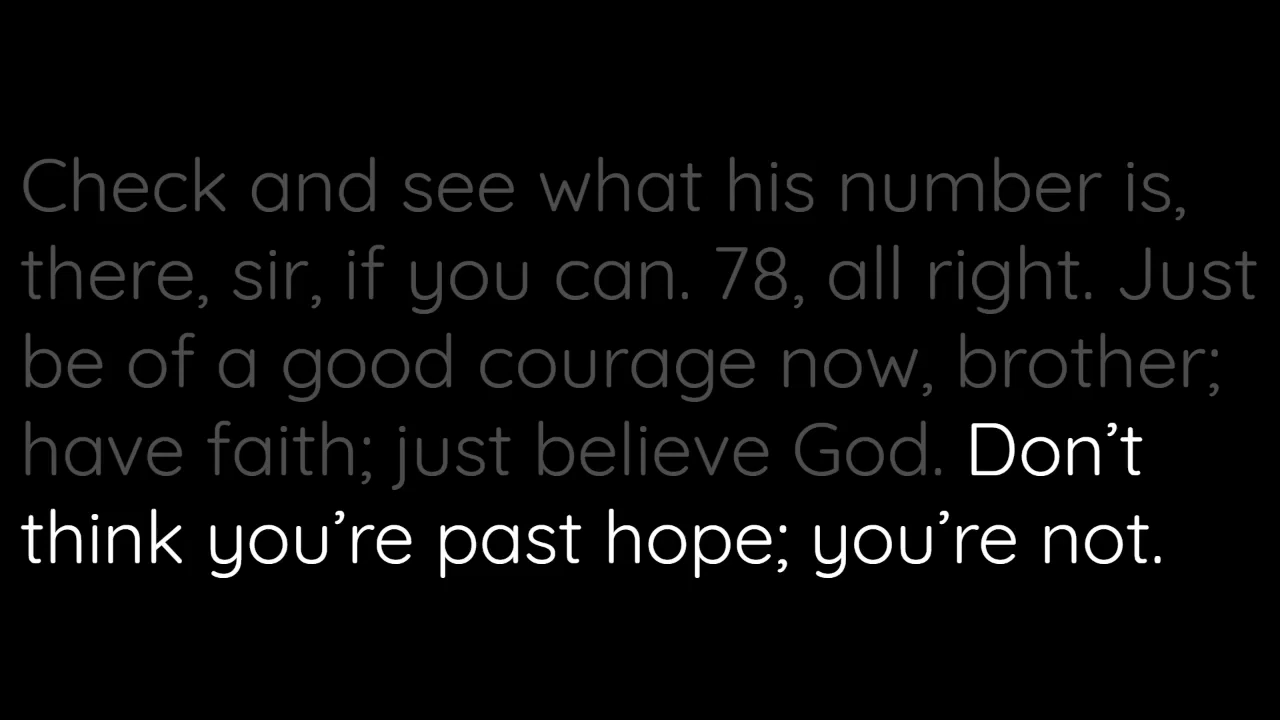 Check and see what his number is,
there, sir, if you can. 78, all right. Just
be of a good courage now, brother;
have faith; just believe God. Don’t
think you’re past hope; you’re not.